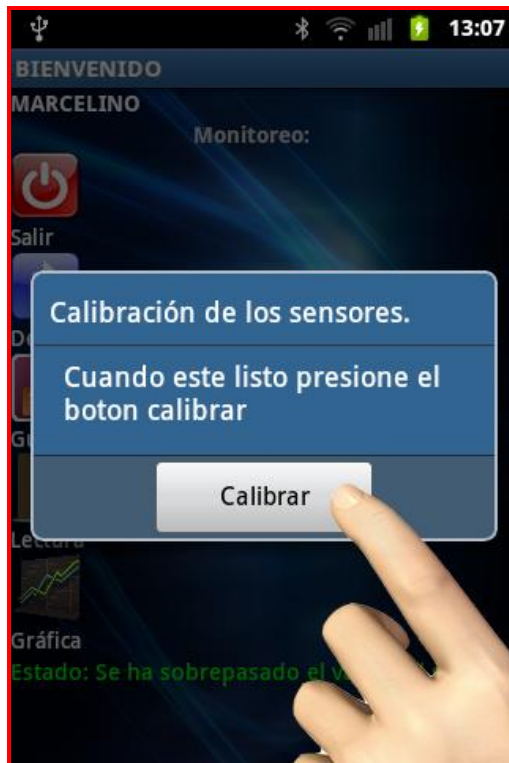 13:07
BIENVENIDO
MARCELINO
Monitoreo:
Salir
Calibración de los sensores.
Cuando este listo presione el
boton calibrar
Calibrar
Lectura
Gráfica
Estado: Se ha sobrepasado el